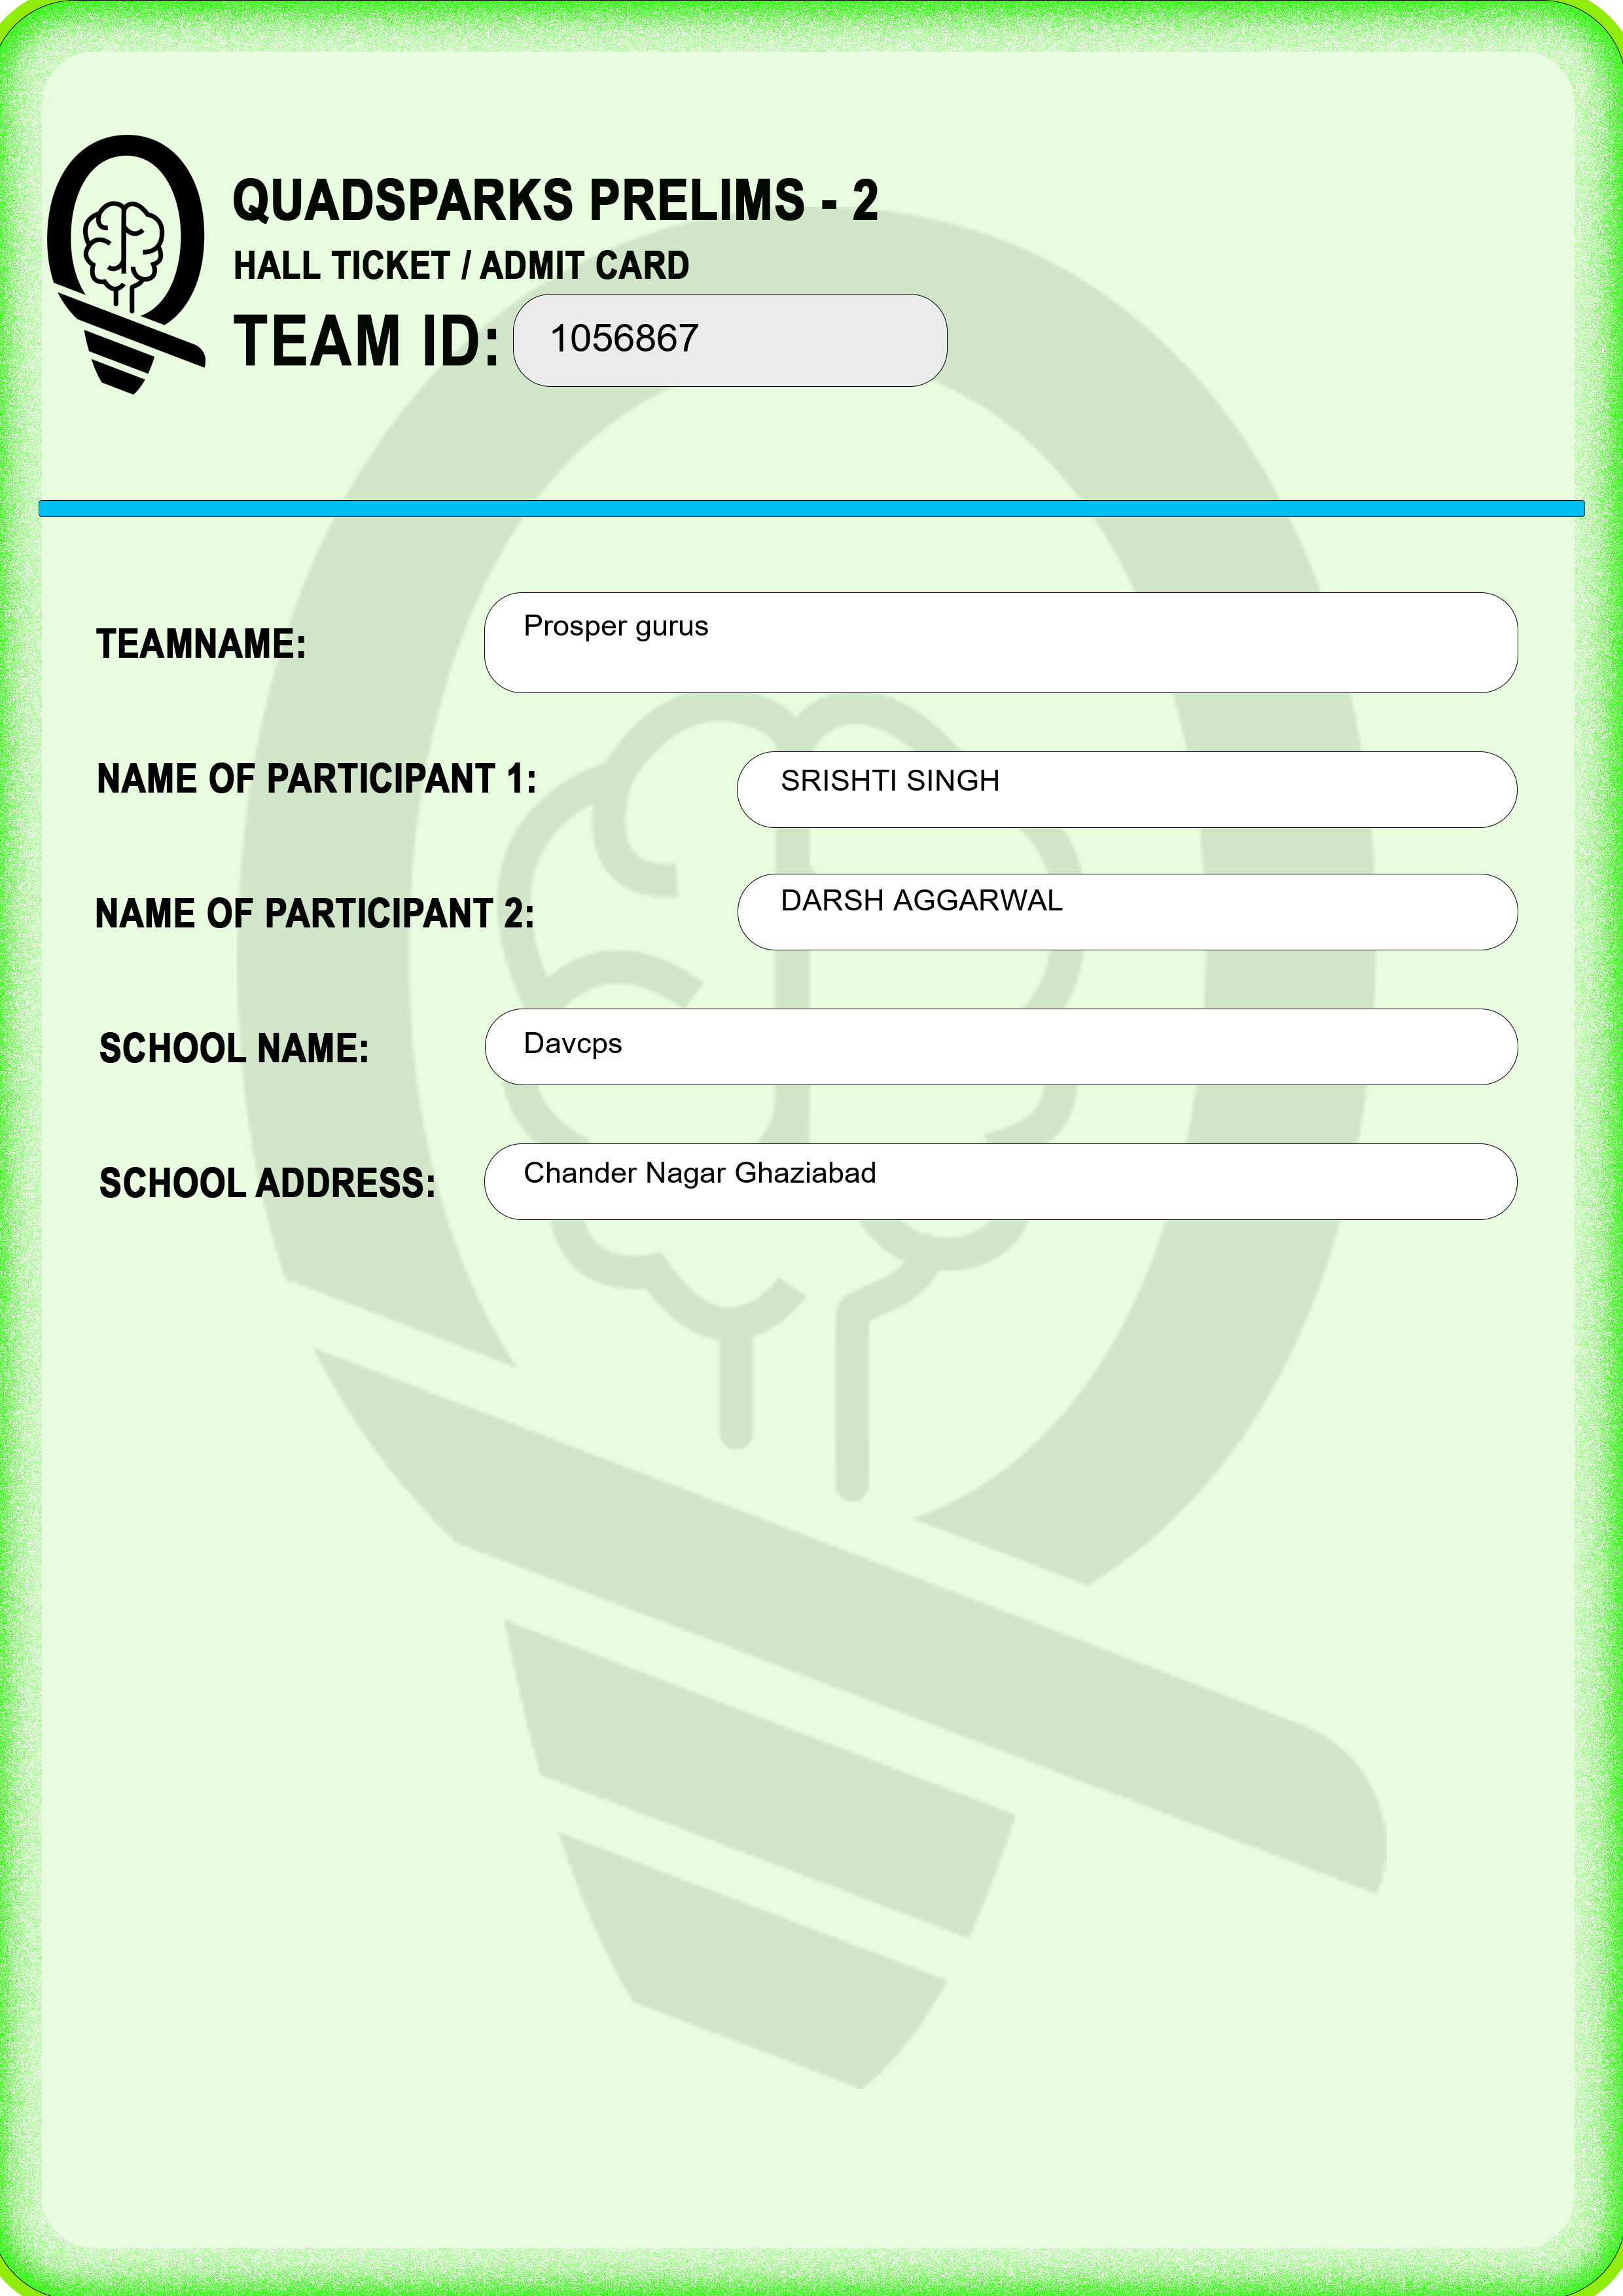 QUADSPARKS PRELIMS - 2
HALL TICKET / ADMIT CARD
TEAM ID: 1056867
TEAMNAME: Prosper gurus
NAME OF PARTICIPANT 1: SRISHTI SINGH
NAME OF PARTICIPANT 2: DARSH AGGARWAL
SCHOOL NAME: Davcps
SCHOOL ADDRESS: Chander Nagar Ghaziabad